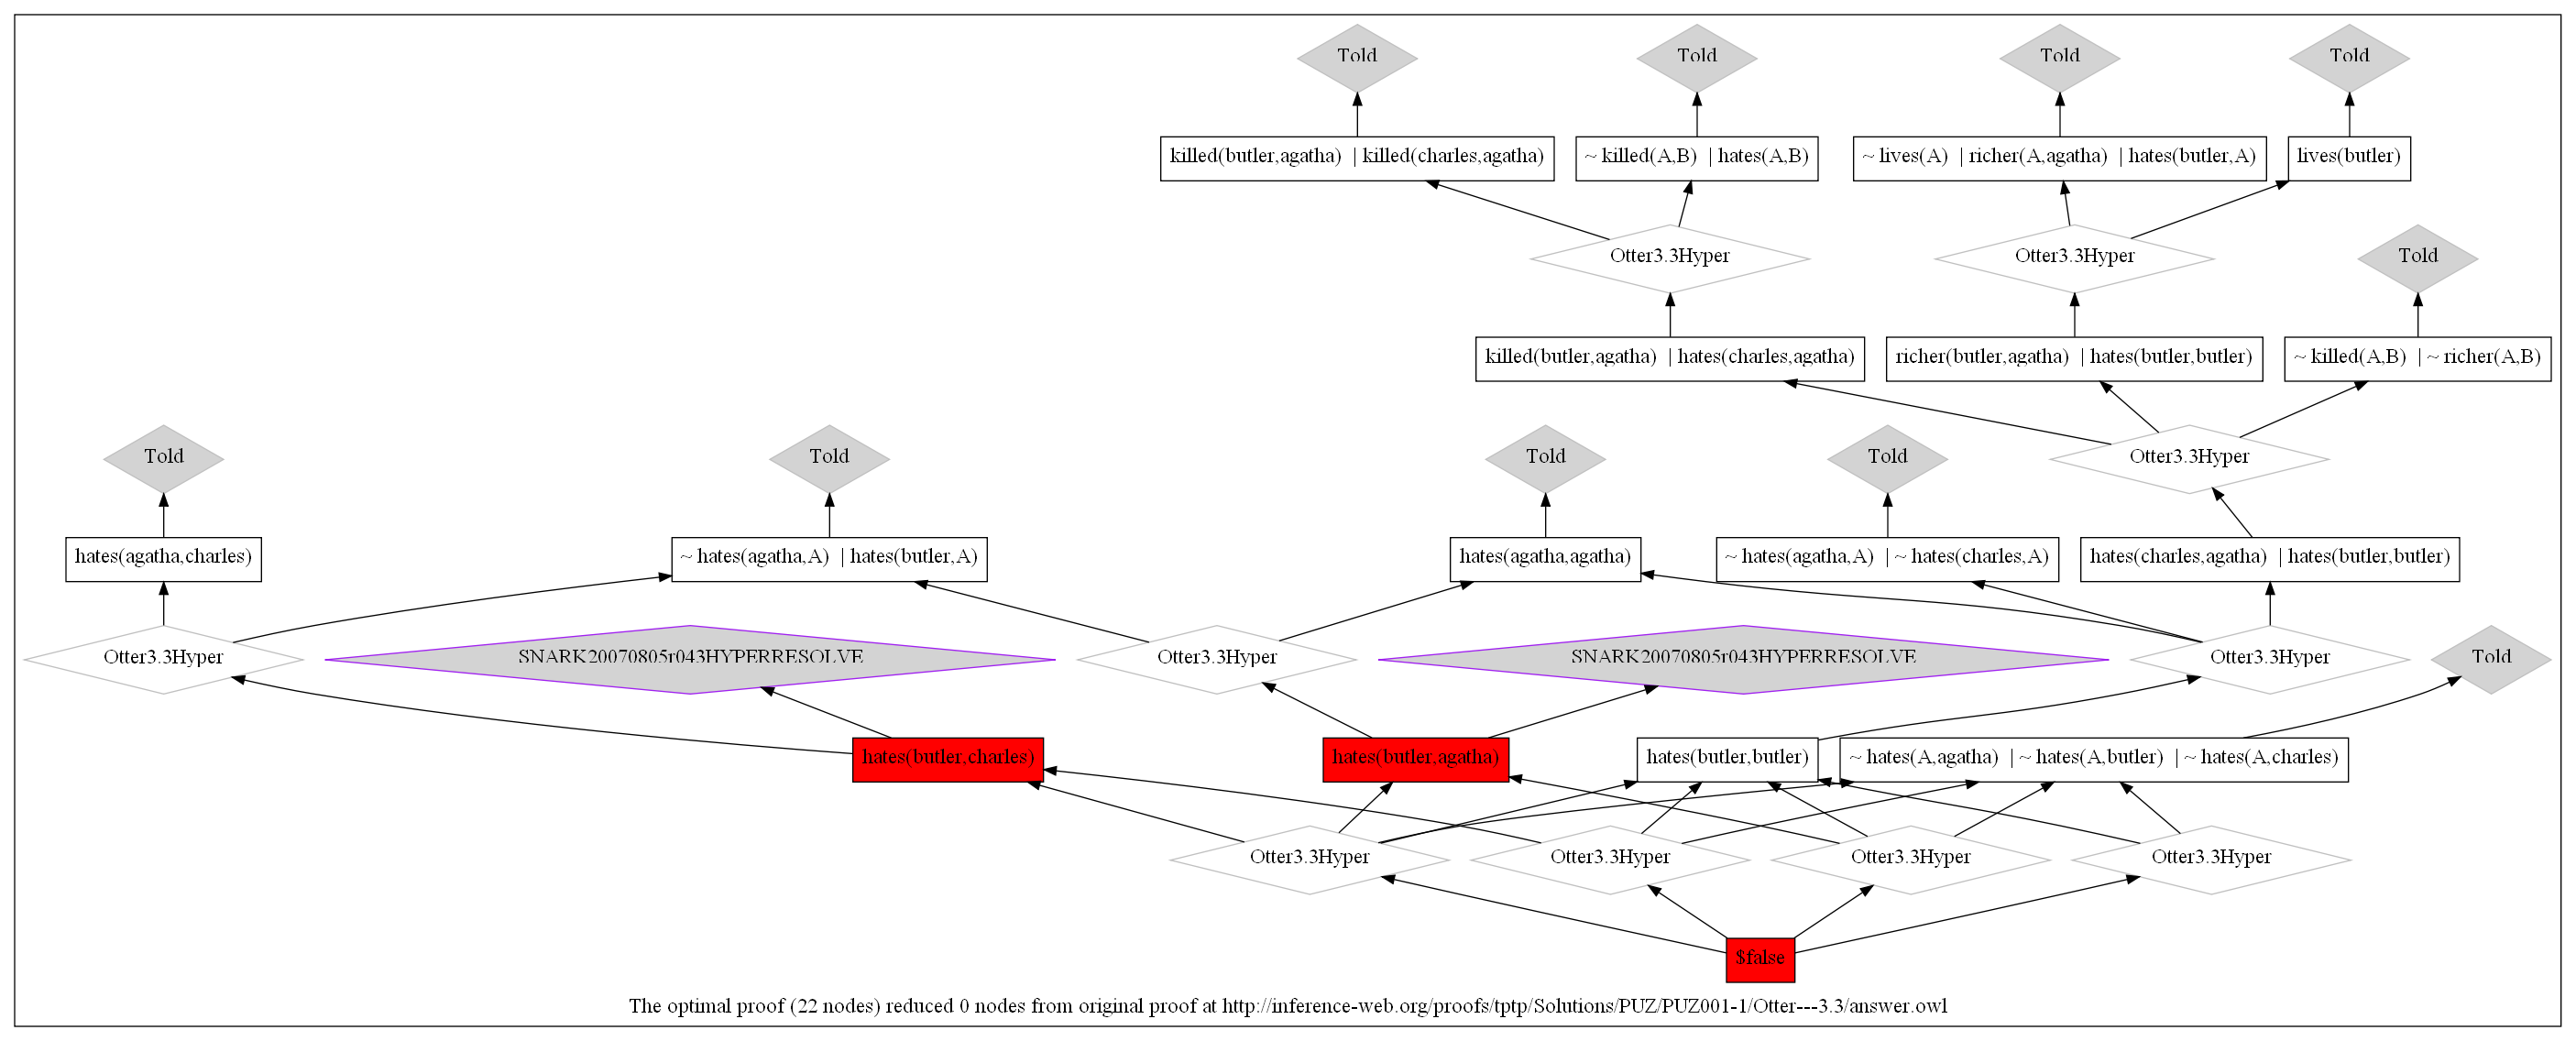 Told
Told
Told
Told
killed(butler,agatha) | killed(charles,agatha)
~ killed(A,B) | hates(A,B)
~ lives(A) | richer(A,agatha) | hates(butler,A)
lives(butler)
Otter3.3Hyper
Otter3.3Hyper
Told
killed(butler,agatha) | hates(charles,agatha)
richer(butler,agatha) | hates(butler,butler)
~ killed(A,B) | ~ richer(A,B)
Told
Told
Told
Told
Otter3.3Hyper
hates(agatha,charles)
~ hates(agatha,A) | hates(butler,A)
hates(agatha,agatha)
~ hates(agatha,A) | ~ hates(charles,A)
hates(charles,agatha) | hates(butler,butler)
Otter3.3Hyper
SNARK20070805r043HYPERRESOLVE
Otter3.3Hyper
SNARK20070805r043HYPERRESOLVE
Otter3.3Hyper
Told
hates(butler,charles)
hates(butler,agatha)
hates(butler,butler)
~ hates(A,agatha) | ~ hates(A,butler) | ~ hates(A,charles)
Otter3.3Hyper
Otter3.3Hyper
Otter3.3Hyper
Otter3.3Hyper
$false
The optimal proof (22 nodes) reduced 0 nodes from original proof at http://inference-web.org/proofs/tptp/Solutions/PUZ/PUZ001-1/Otter---3.3/answer.owl